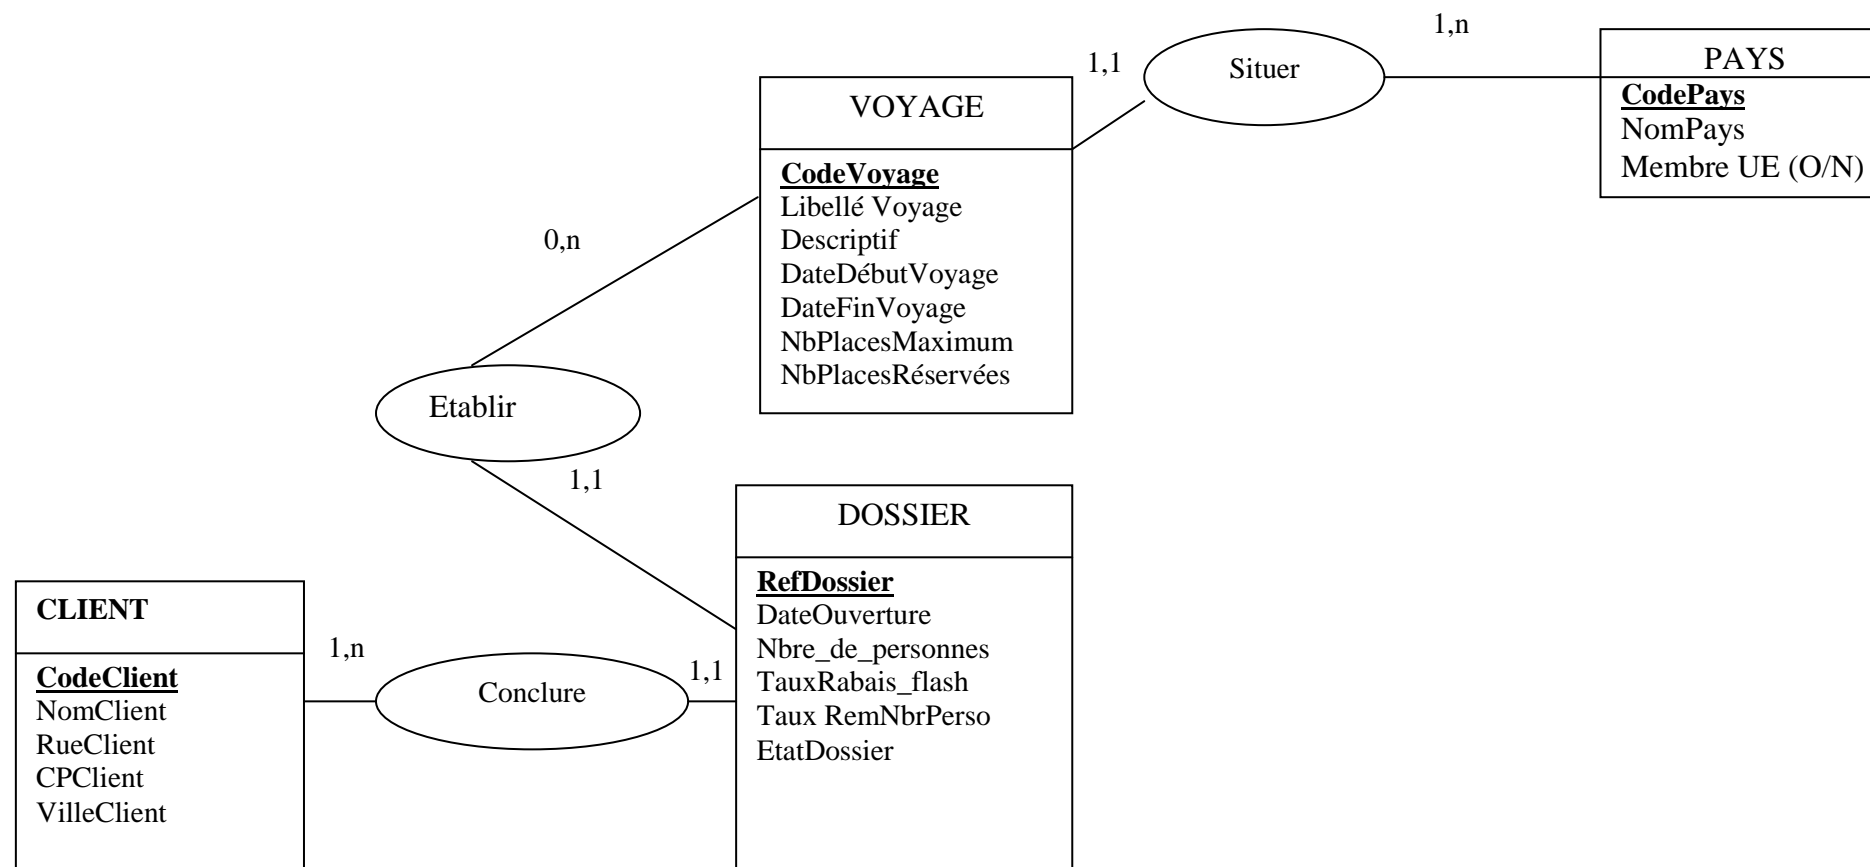 1,n
1,1
Situer
PAYS
CodePays
NomPays
Membre UE (O/N)
VOYAGE
CodeVoyage
Libellé Voyage
Descriptif
DateDébutVoyage
DateFinVoyage
NbPlacesMaximum
NbPlacesRéservées
0,n
Etablir
1,1
DOSSIER
RefDossier
DateOuverture
Nbre_de_personnes
TauxRabais_flash
Taux RemNbrPerso
EtatDossier
CLIENT
CodeClient
NomClient
RueClient
CPClient
VilleClient
1,n
Conclure
1,1